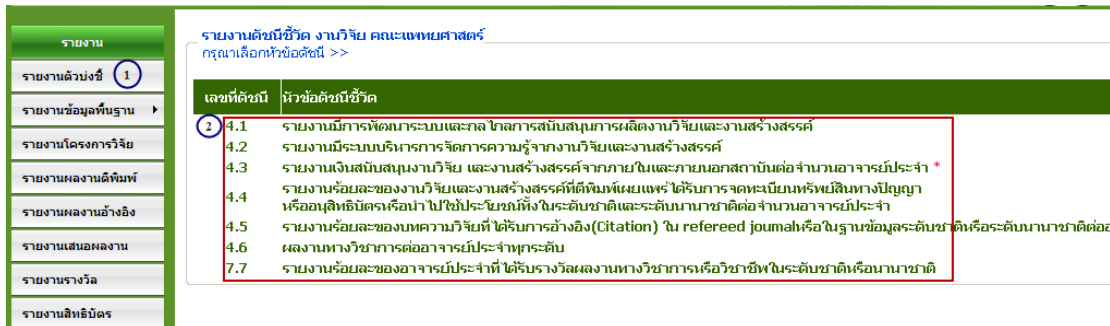 รายงาน
รายงานตัวบ่งชี้ 1
รายงานข้อมูลพื้นฐาน
รายงานโครงการวิจัย
รายงานผลงานตีพิมพ์
รายงานผลงานอ้างอิง
รายงานเสนอผลงาน
รายงานรางวัล
รายงานสิทธิบัตร
รายงานดัชนีชี้วัด งานวิจัย คณะแพทยศาสตร์
กรุณาเลือกหัวข้อดัชนี >>
เลขที่ดัชนี หัวข้อดัชนีชี้วัด
2 4.1 รายงานมีการพัฒนาระบบและกลไกลการสนับสนุนการผลิตงานวิจัยและงานสร้างสรรค์
4.2 รายงานมีระบบบริหารการจัดการความรู้จากงานวิจัยและงานสร้างสรรค์
4.3 รายงานเงินสนับสนุนงานวิจัย และงานสร้างสรรค์จากภายในและภายนอกสถาบันต่อจำนวนอาจารย์ประจำ *
4.4 รายงานร้อยละของงานวิจัยและงานสร้างสรรค์ที่ตีพิมพ์เผยแพร่ได้รับการจดทะเบียนทรัพย์สินทางปัญญา
หรืออนุสิทธิบัตรหรือนำไปใช้ประโยชน์ทั้งในระดับชาติและระดับนานาชาติต่อจำนวนอาจารย์ประจำ
4.5 รายงานร้อยละของบทความวิจัยที่ได้รับการอ้างอิง(Citation) ใน refereed journalหรือในฐานข้อมูลระดับชาติหรือระดับนานาชาติต่ออ
4.6 ผลงานทางวิชาการต่ออาจารย์ประจำทุกระดับ
7.7 รายงานร้อยละของอาจารย์ประจำที่ได้รับรางวัลผลงานทางวิชาการหรือวิชาชีพในระดับชาติหรือนานาชาติ